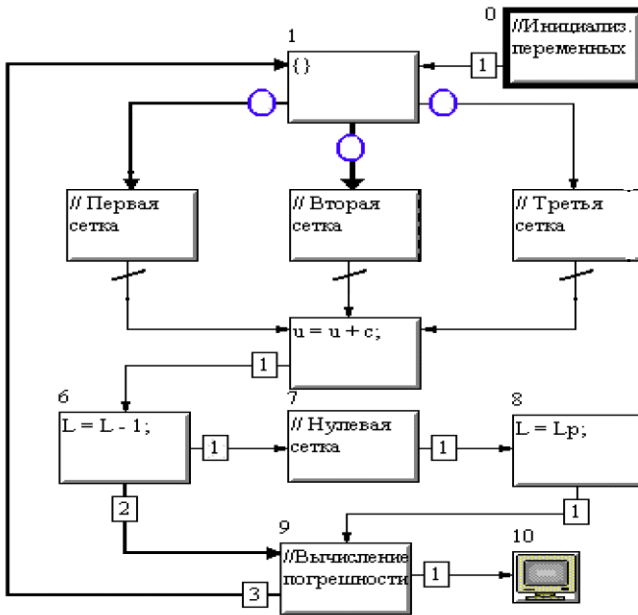 0
//Инициализ.
переменных
1
1
{}
// Первая
сетка
// Вторая
сетка
// Третья
сетка
u = u + c;
1
6
L = L - 1;
1
7
// Нулевая
сетка
1
8
L = Lp;
2
1
9
//Вычисление
погрешности
3
1
10